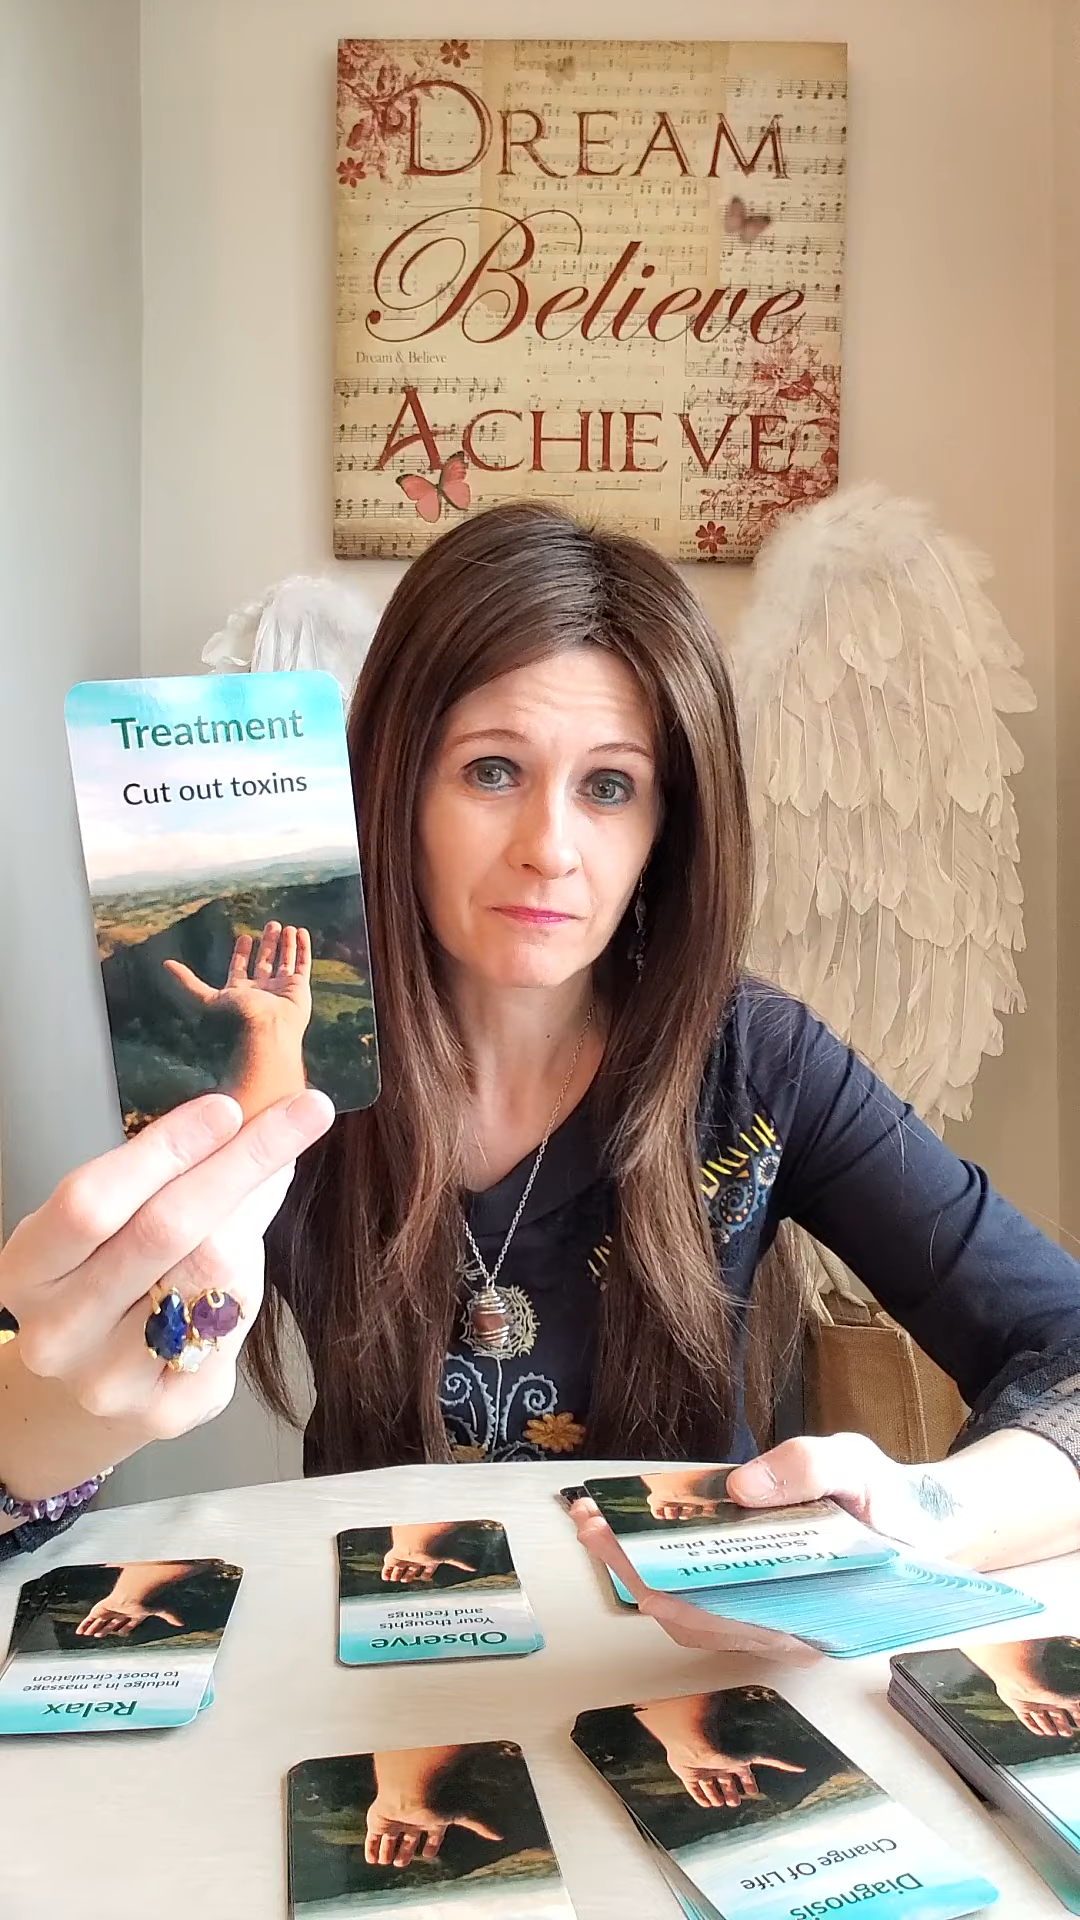 DREAM
Believe
Dream & Believe
ACHIEVE
Treatment
Cut out toxins
Treatment
Schedule a
treatment plan
Observe
Your thoughts
and feelings
Relax
Indulge in a massage
to boost circulation
Diagnosis
Change Of Life